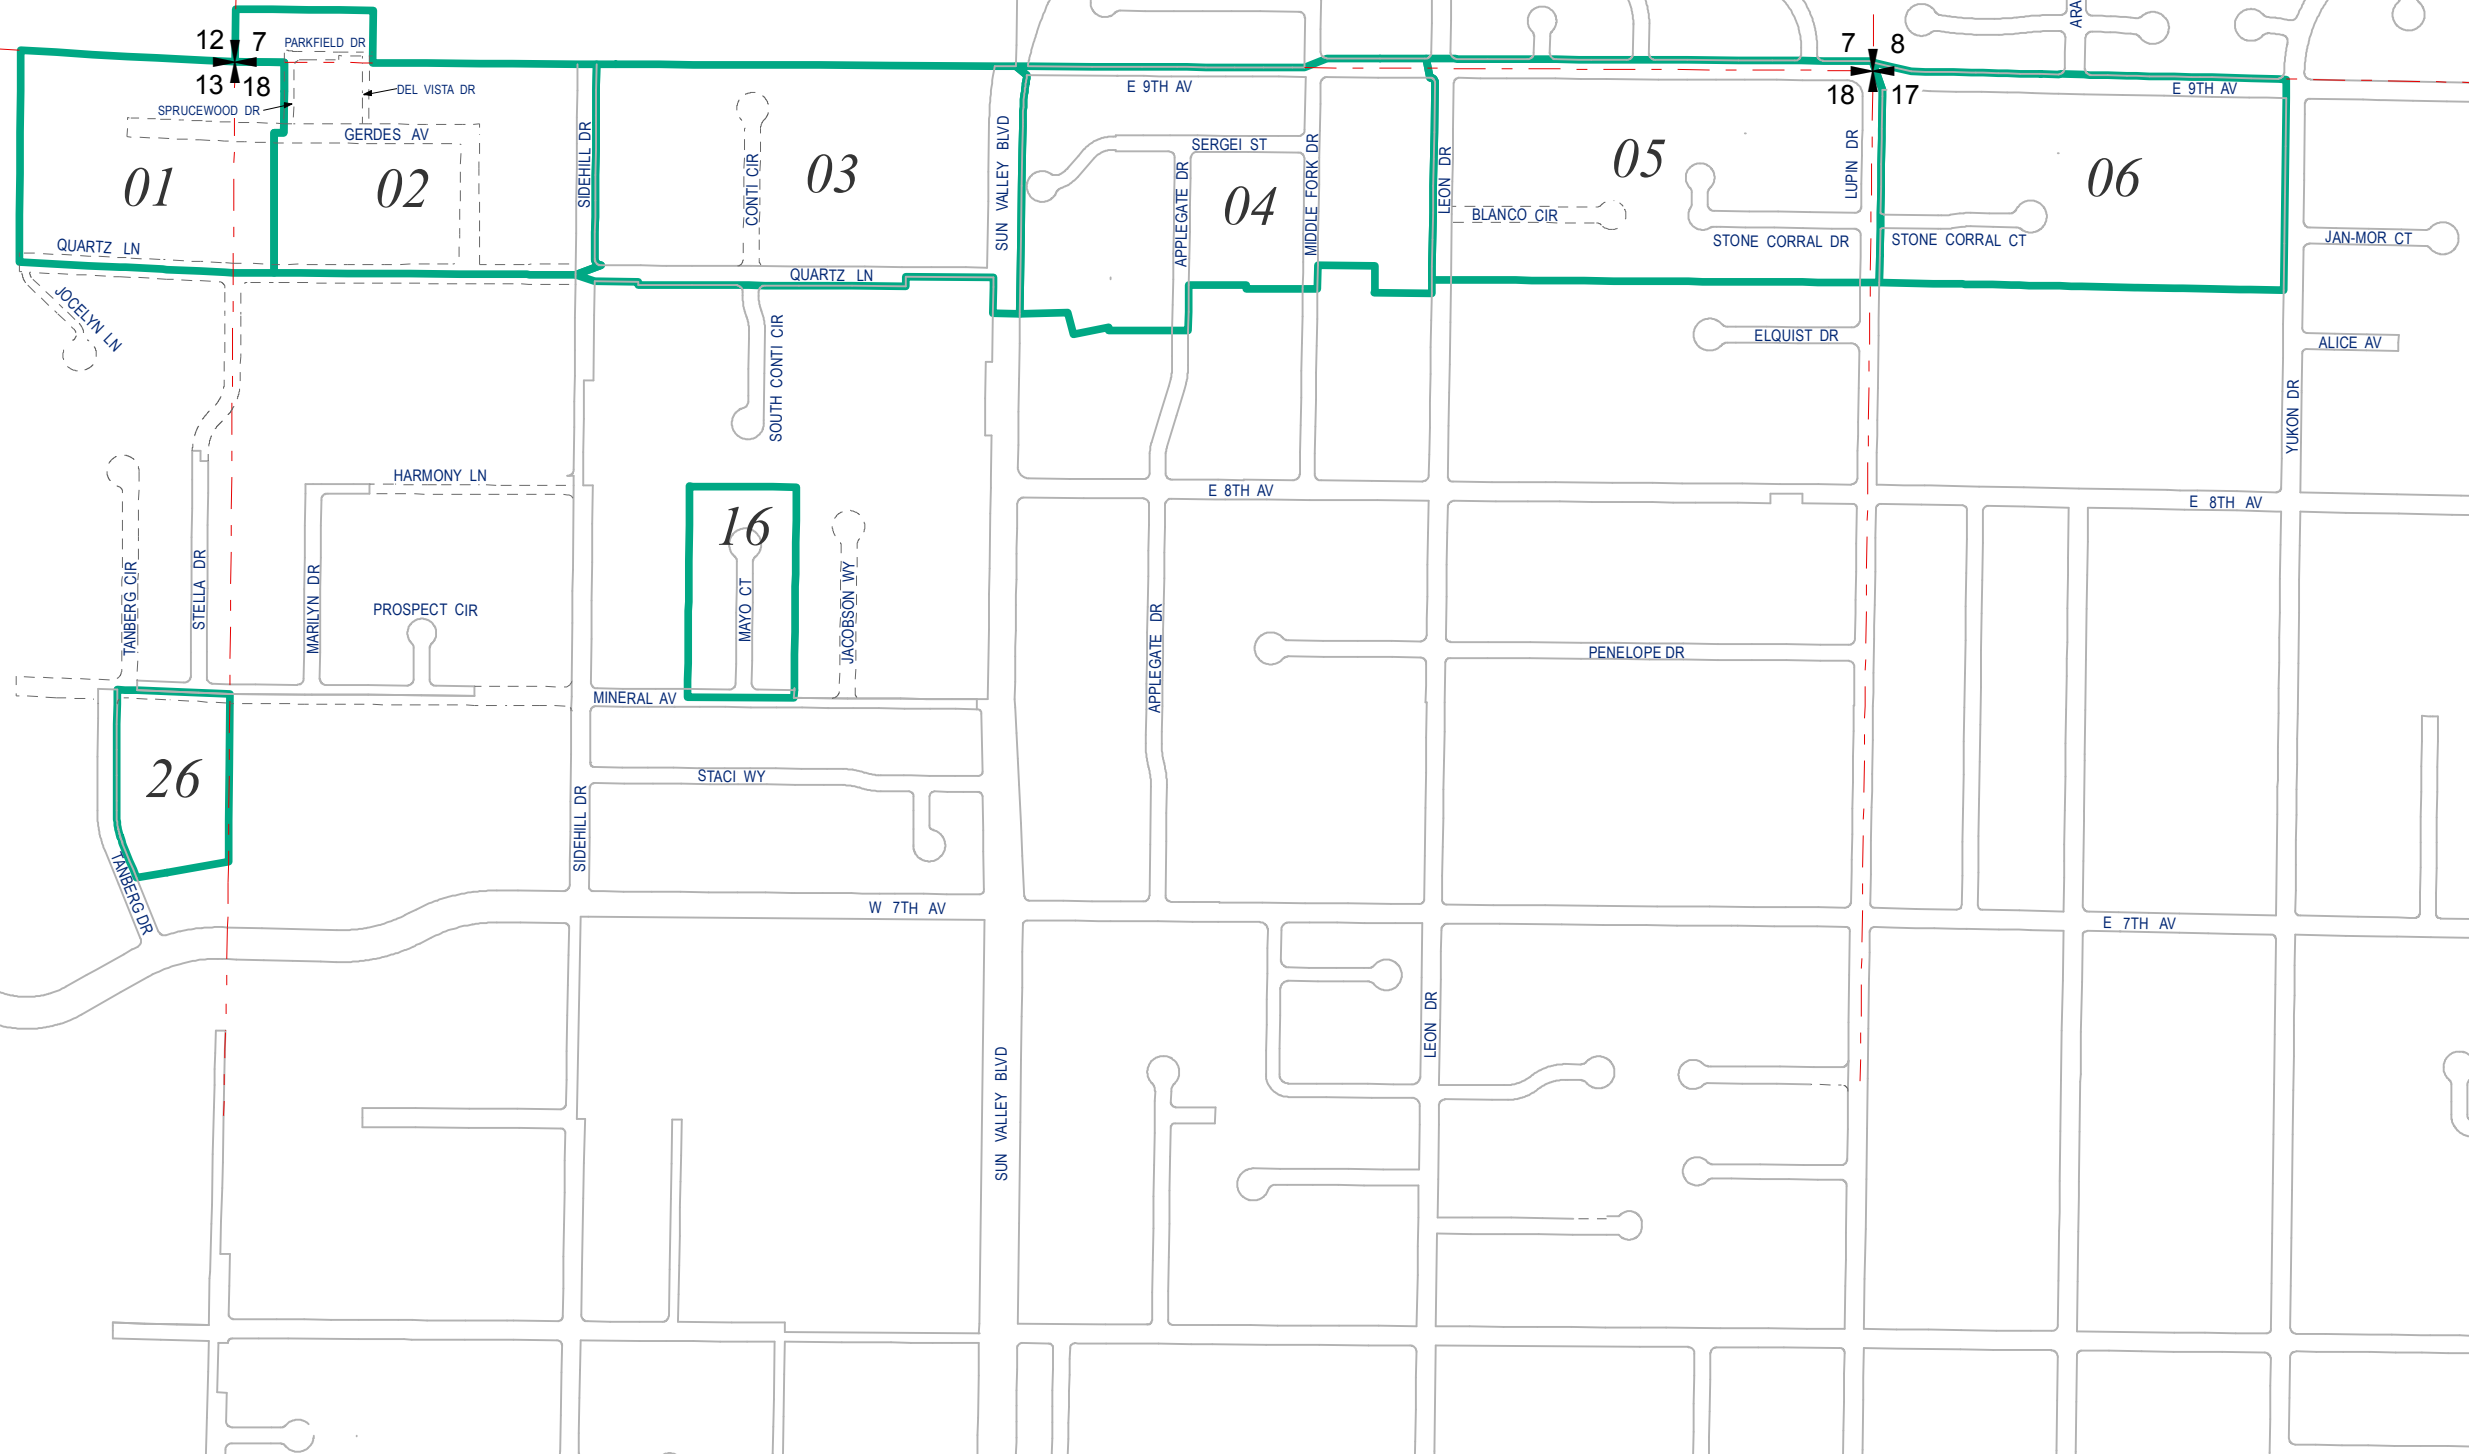 12
7
13
18
PARKFIELD DR
DEL VISTA DR
SPRUCEWOOD DR
GERDES AV
01
02
QUARTZ LN
JOCELYN LN
SIDEHILL DR
CONTI CIR
03
QUARTZ LN
SOUTH CONTI CIR
SUN VALLEY BLVD
E 9TH AV
SERGEI ST
APPLEGATE DR
04
MIDDLE FORK DR
LEON DR
BLANCO CIR
05
STONE CORRAL DR
LUPIN DR
7
8
18
17
ARA
E 9TH AV
06
STONE CORRAL CT
JAN-MOR CT
ELQUIST DR
ALICE AV
YUKON DR
HARMONY LN
TANBERG CIR
STELLA DR
MARILYN DR
PROSPECT CIR
16
MAYO CT
JACOBSON WY
MINERAL AV
E 8TH AV
E 8TH AV
APPLEGATE DR
PENELOPE DR
26
TANBERG DR
STACI WY
SIDEHILL DR
W 7TH AV
E 7TH AV
LEON DR
SUN VALLEY BLVD